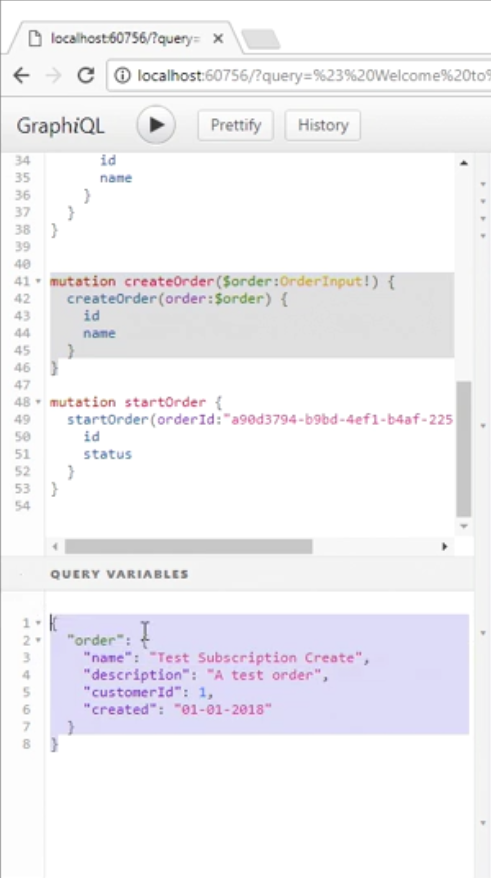 localhost:60756/?query=
localhost:60756/?query=%23%20Welcome%20to%
GraphiQL
Prettify
History
34 id
35 name
36 }
37 }
38 }
39
40
41 mutation createOrder($order:OrderInput!) {
42 createOrder(order:$order) {
43 id
44 name
45 }
46 }
47
48 mutation startOrder {
49 startOrder(orderId:"a90d3794-b9bd-4ef1-b4af-225
50 id
51 status
52 }
53 }
54
QUERY VARIABLES
1 {
2 "order": {
3 "name": "Test Subscription Create",
4 "description": "A test order",
5 "customerId": 1,
6 "created": "01-01-2018"
7 }
8 }